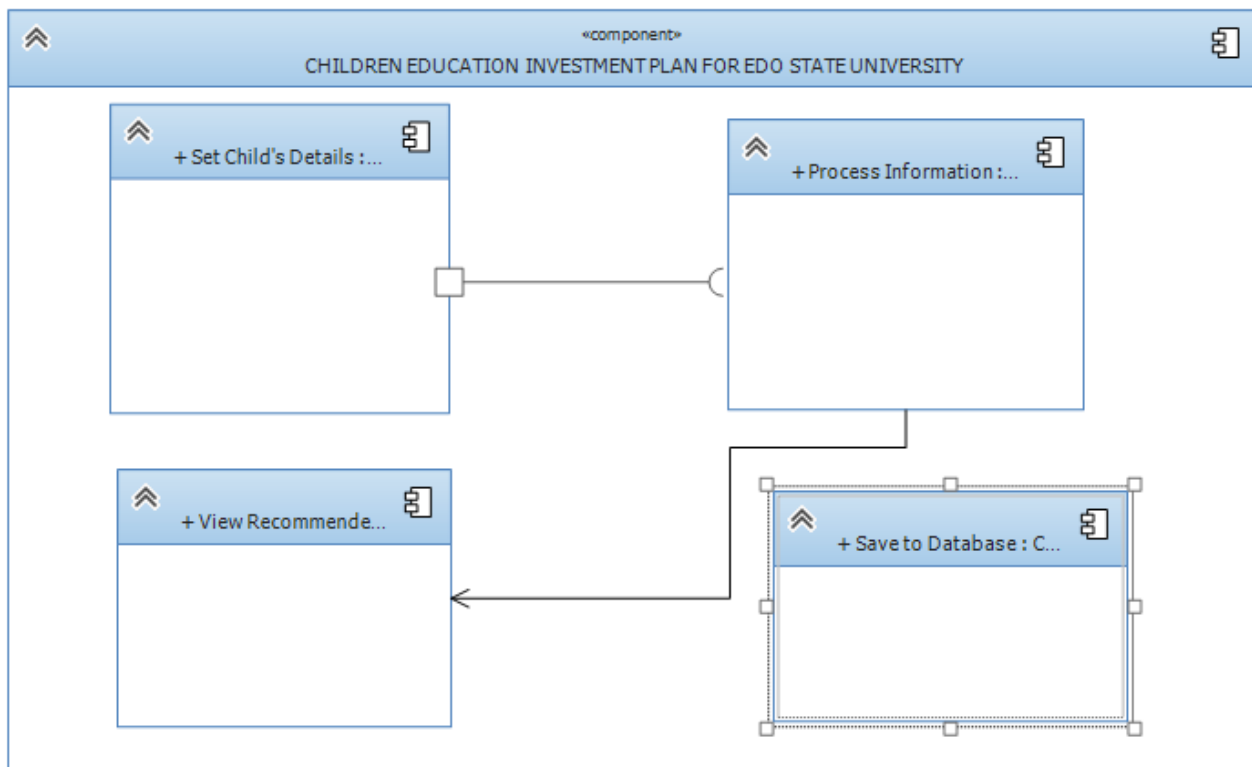 «component»
CHILDREN EDUCATION INVESTMENT PLAN FOR EDO STATE UNIVERSITY
+ Set Child's Details :...
+ Process Information :...
+ View Recommende...
+ Save to Database : C...